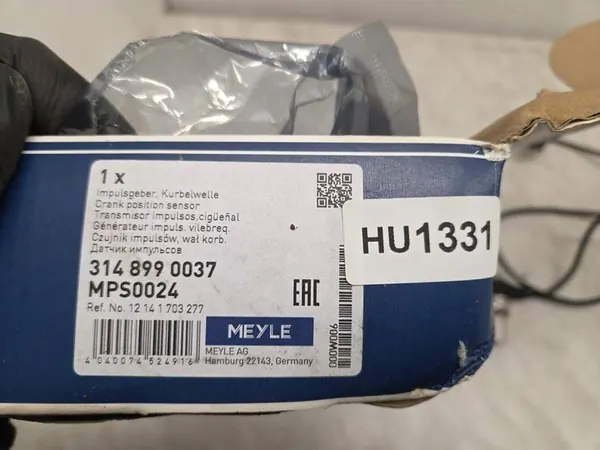 1 x
Impulsgeber, Kurbelwelle
Crank position sensor
Transmisor impulsos,cigüeñal
Générateur impuls. vilebreq.
Czujnik impulsów, wał korb.
Датчик импульсов
314 899 0037
MPS0024
Ref. No. 12 14 1 703 277
EAC
HU1331
MEYLE
MEYLE AG
Hamburg 22143, Germany
4 040074 524916
000W006